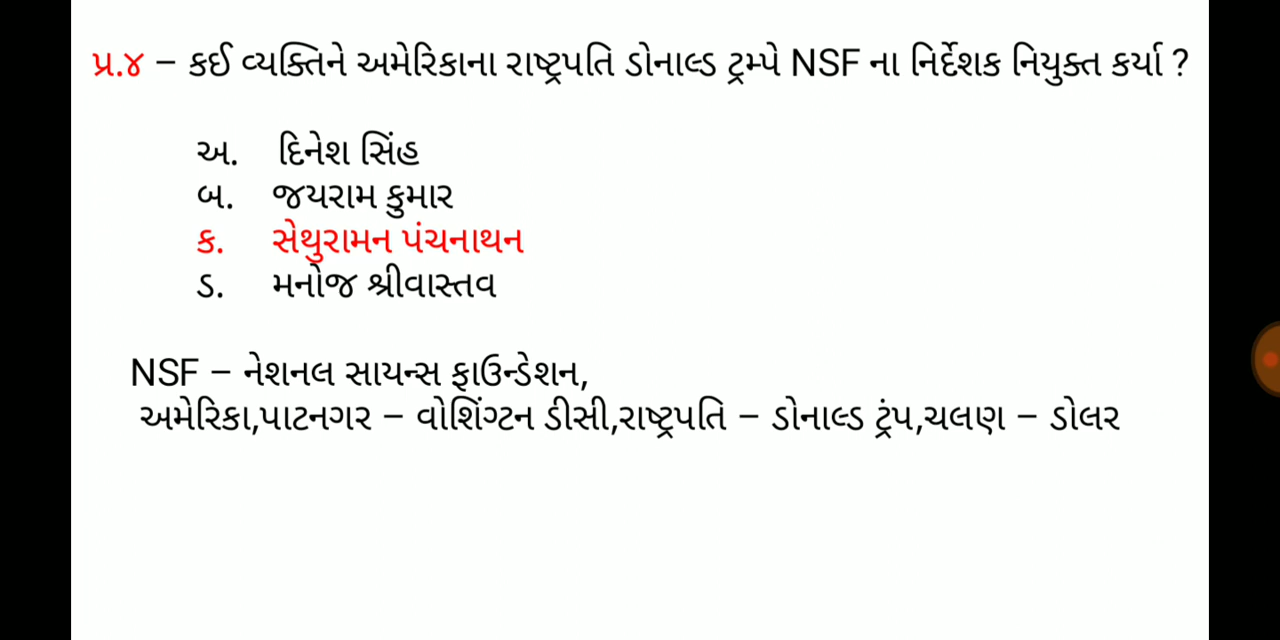 પ્ર.૪ – કઈ વ્યક્તિને અમેરિકાના રાષ્ટ્રપતિ ડોનાલ્ડ ટ્રમ્પે NSF ના નિર્દેશક નિયુક્ત કર્યા ?
અ. દિનેશ સિંહ
બ. જયરામ કુમાર
ક. સેથુરામન પંચનાથન
ડ. મનોજ શ્રીવાસ્તવ
NSF – નેશનલ સાયન્સ ફાઉન્ડેશન,
અમેરિકા,પાટનગર – વોશિંગ્ટન ડીસી,રાષ્ટ્રપતિ – ડોનાલ્ડ ટ્રંપ,ચલણ – ડોલર